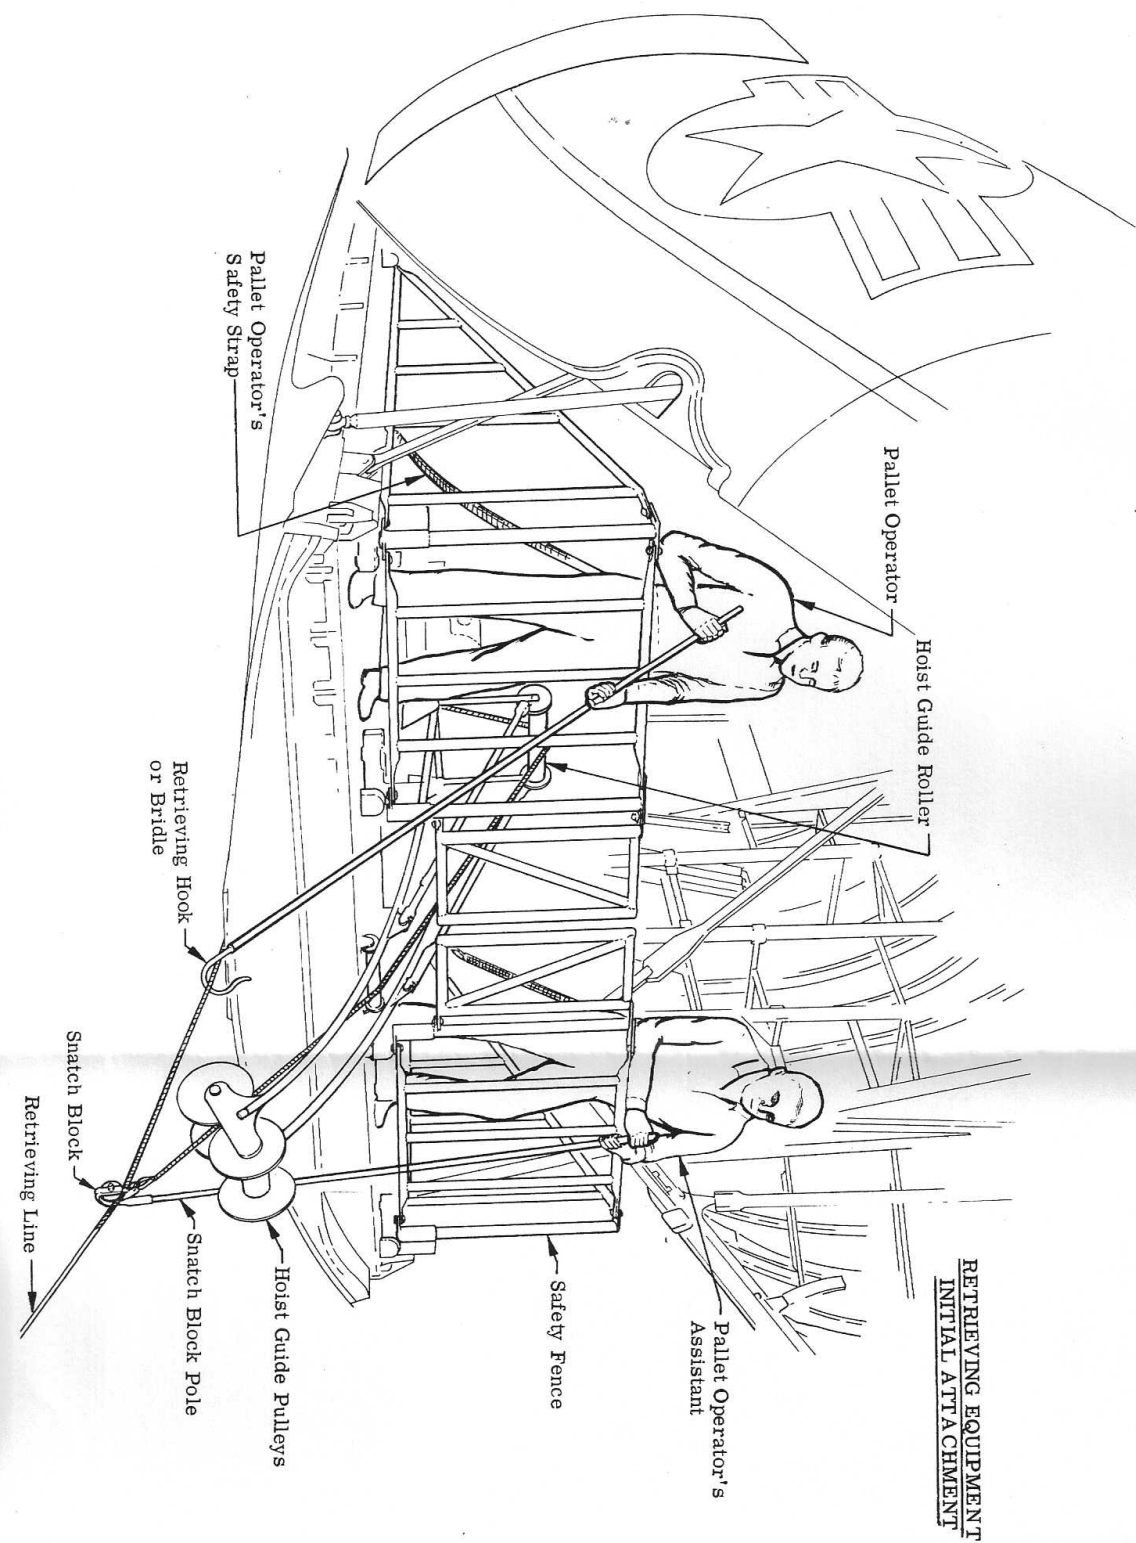 RETRIEVING EQUIPMENT
INITIAL ATTACHMENT
Pallet Operator
Hoist Guide Roller
Pallet Operator's
Assistant
Safety Fence
Pallet Operator's
Safety Strap
Retrieving Hook
or Bridle
Hoist Guide Pulleys
Snatch Block Pole
Snatch Block
Retrieving Line